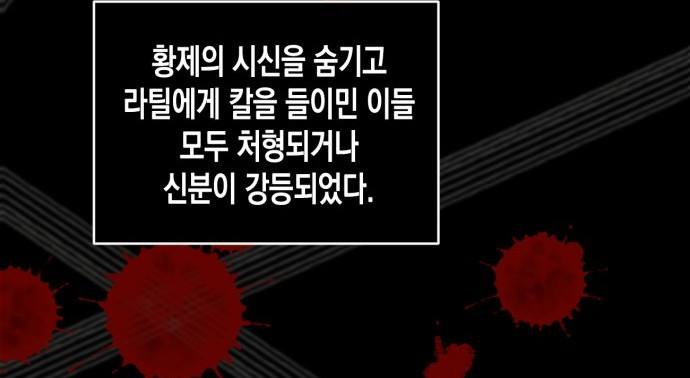 황제의 시신을 숨기고
라틸에게 칼을 들이민 이들
모두 처형되거나
신분이 강등되었다.